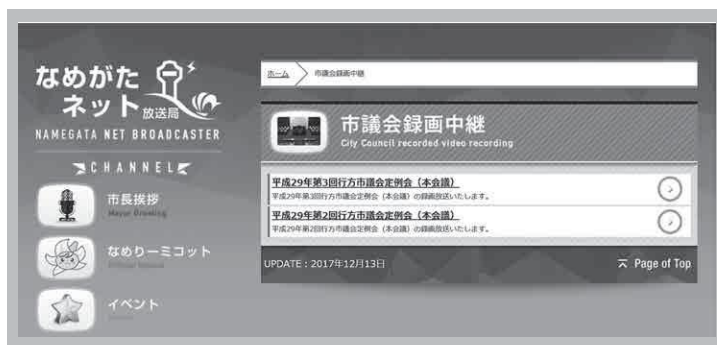 なめがた
ネット放送局
NAMEGATA NET BROADCASTER
CHANNEL
市長挨拶
なめりーミコット
イベント
ホーム
市議会録画中継
市議会録画中継
City Council recorded video recording
平成29年第3回行方市議会定例会（本会議）
平成29年第3回行方市議会定例会（本会議）の録画放送いたします。
平成29年第2回行方市議会定例会（本会議）
平成29年第2回行方市議会定例会（本会議）の録画放送いたします。
UPDATE：2017年12月13日
Page of Top